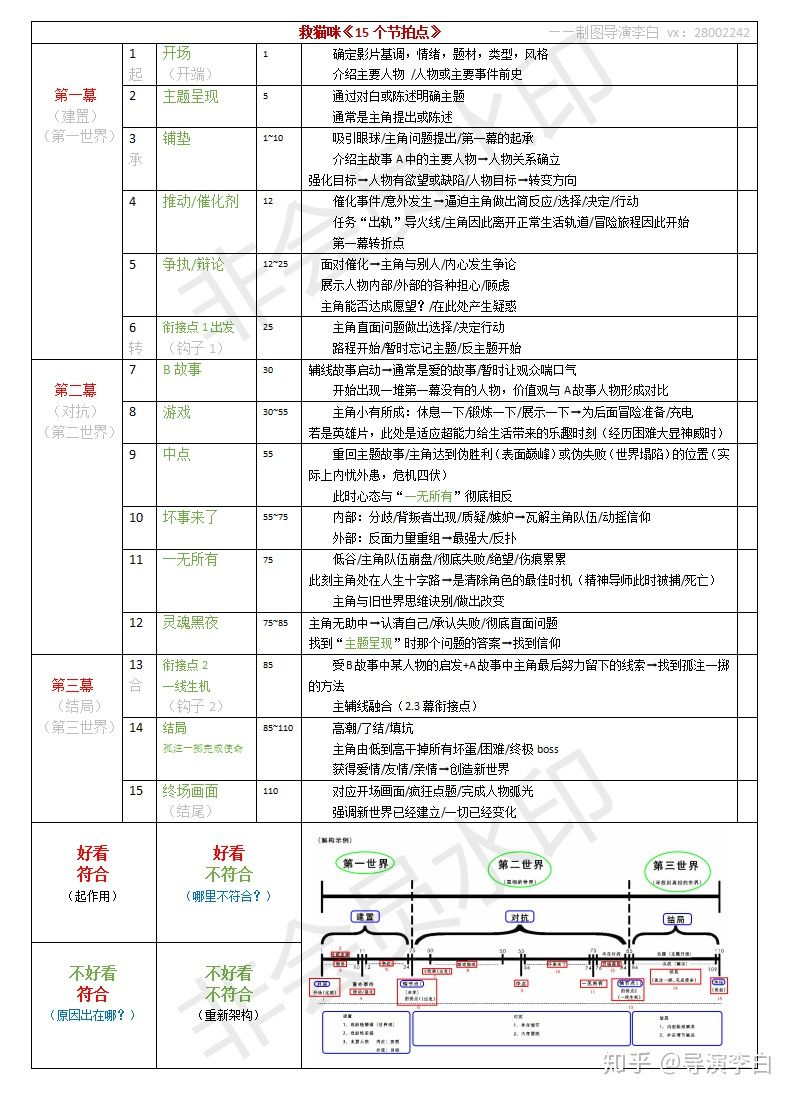 救猫咪《15个节拍点》 ——制图导演李白 vx：28002242
第一幕
（建置）
（第一世界）
1
起
开场
（开端）
1
确定影片基调，情绪，题材，类型，风格
介绍主要人物 /人物或主要事件前史
2
主题呈现
5
通过对白或陈述明确主题
通常是主角提出或陈述
3
承
铺垫
1~10
吸引眼球/主角问题提出/第一幕的起承
介绍主故事A中的主要人物→人物关系确立
强化目标→人物有欲望或缺陷/人物目标→转变方向
4
推动/催化剂
12
催化事件/意外发生→逼迫主角做出简反应/选择/决定/行动
任务“出轨”导火线/主角因此离开正常生活轨道/冒险旅程因此开始
第一幕转折点
5
争执/辩论
12~25
面对催化→主角与别人/内心发生争论
展示人物内部/外部的各种担心/顾虑
主角能否达成愿望？/在此处产生疑惑
6
转
衔接点1出发
（钩子1）
25
主角直面问题做出选择/决定行动
路程开始/暂时忘记主题/反主题开始
第二幕
（对抗）
（第二世界）
7
B故事
30
辅线故事启动→通常是爱的故事/暂时让观众喘口气
开始出现一堆第一幕没有的人物，价值观与A故事人物形成对比
8
游戏
30~55
主角小有所成：休息一下/锻炼一下/展示一下→为后面冒险准备/充电
若是英雄片，此处是适应超能力给生活带来的乐趣时刻（经历困难大显神威时）
9
中点
55
重回主题故事/主角达到伪胜利（表面巅峰）或伪失败（世界塌陷）的位置（实
际上内忧外患，危机四伏）
此时心态与“一无所有”彻底相反
10
坏事来了
55~75
内部：分歧/背叛者出现/质疑/嫉妒→瓦解主角队伍/动摇信仰
外部：反面力量重组→最强大/反扑
11
一无所有
75
低谷/主角队伍崩盘/彻底失败/绝望/伤痕累累
此刻主角处在人生十字路→是清除角色的最佳时机（精神导师此时被捕/死亡）
主角与旧世界思维诀别/做出改变
12
灵魂黑夜
75~85
主角无助中→认清自己/承认失败/彻底直面问题
找到“主题呈现”时那个问题的答案→找到信仰
第三幕
（结局）
（第三世界）
13
合
衔接点2
一线生机
（钩子2）
85
受B故事中某人物的启发+A故事中主角最后努力留下的线索→找到孤注一掷
的方法
主辅线融合（2.3幕衔接点）
14
结局
孤注一掷完成使命
85~110
高潮/了结/填坑
主角由低到高干掉所有坏蛋/困难/终极boss
获得爱情/友情/亲情→创造新世界
15
终场画面
（结尾）
110
对应开场画面/疯狂点题/完成人物弧光
强调新世界已经建立/一切已经变化
好看
符合
（起作用）
好看
不符合
（哪里不符合？）
不好看
符合
（原因出在哪？）
不好看
不符合
（重新架构）
（解构示例）
第一世界
第二世界
第三世界
建置
对抗
结局
非会员水印
非会员水印
知乎 @导演李白